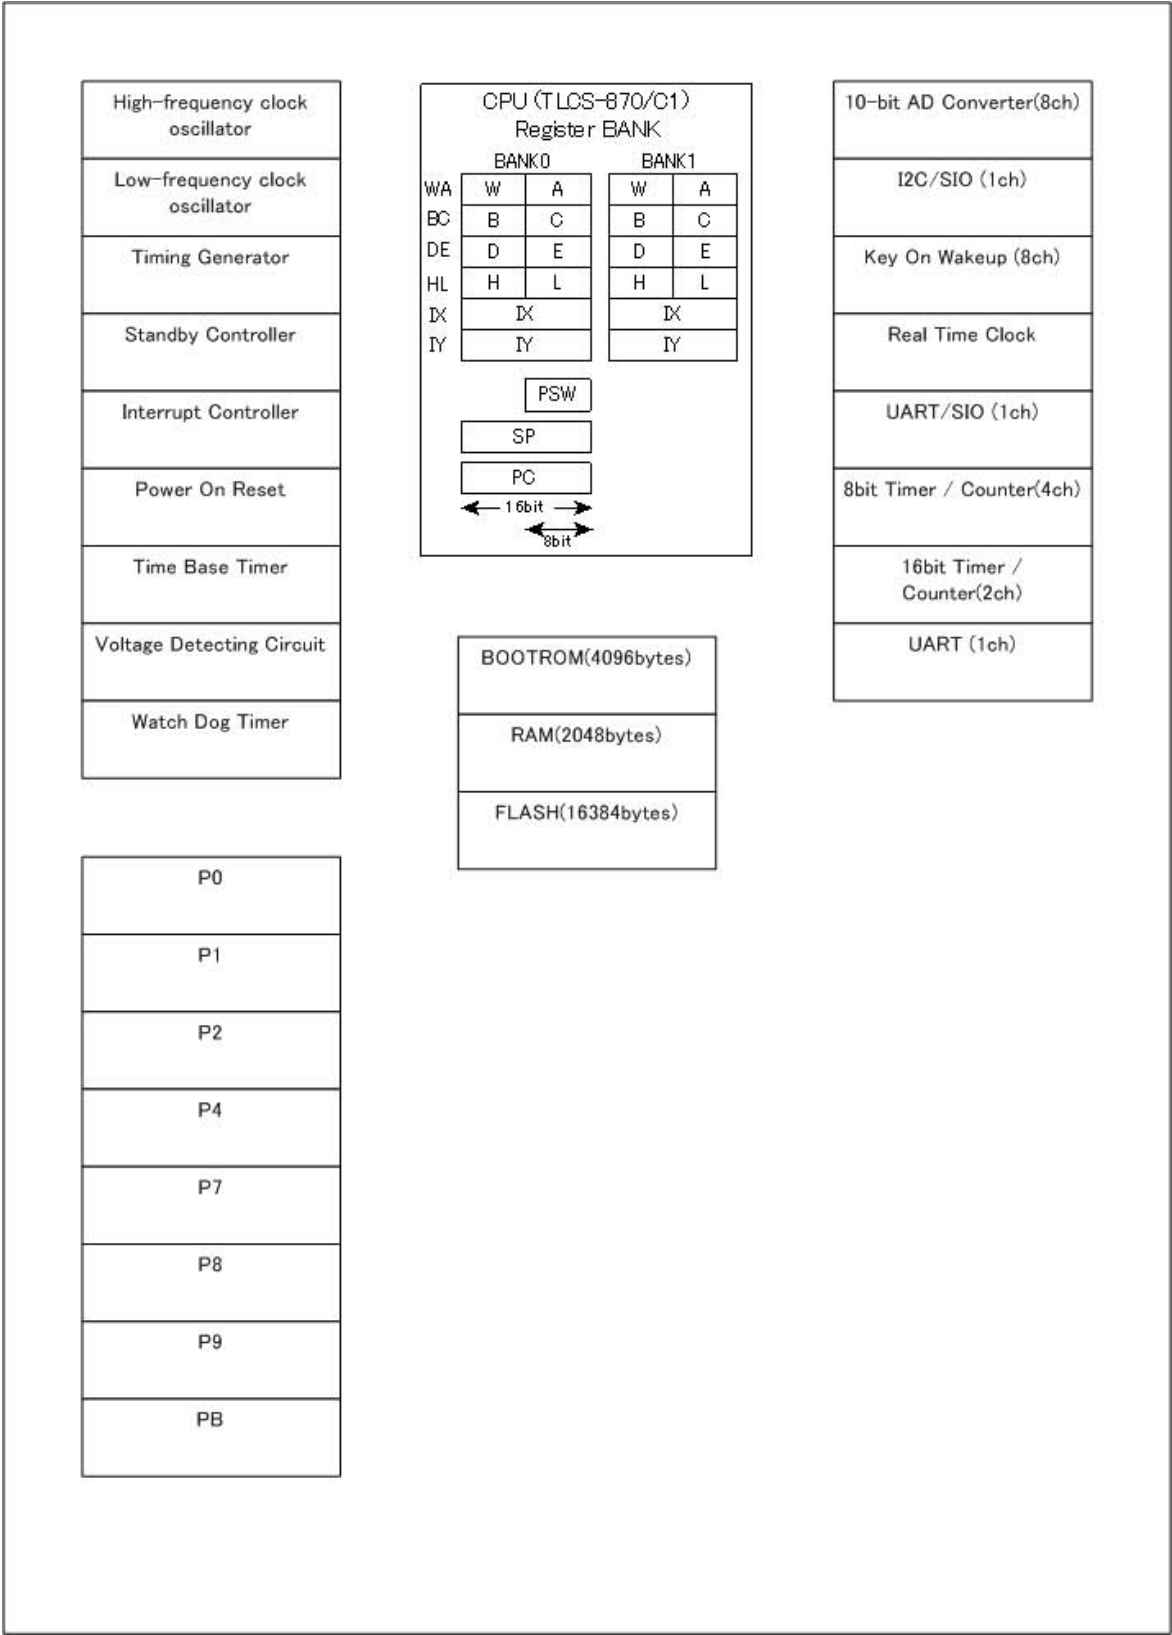 High-frequency clock
oscillator
Low-frequency clock
oscillator
Timing Generator
Standby Controller
Interrupt Controller
Power On Reset
Time Base Timer
Voltage Detecting Circuit
Watch Dog Timer
P0
P1
P2
P4
P7
P8
P9
PB
CPU (TLCS-870/C1)
Register BANK
BANK0 BANK1
WA W A W A
BC B C B C
DE D E D E
HL H L H L
IX IX IX
IY IY IY
PSW
SP
PC
16bit
8bit
BOOTROM(4096bytes)
RAM(2048bytes)
FLASH(16384bytes)
10-bit AD Converter(8ch)
I2C/SIO (1ch)
Key On Wakeup (8ch)
Real Time Clock
UART/SIO (1ch)
8bit Timer / Counter(4ch)
16bit Timer /
Counter(2ch)
UART (1ch)